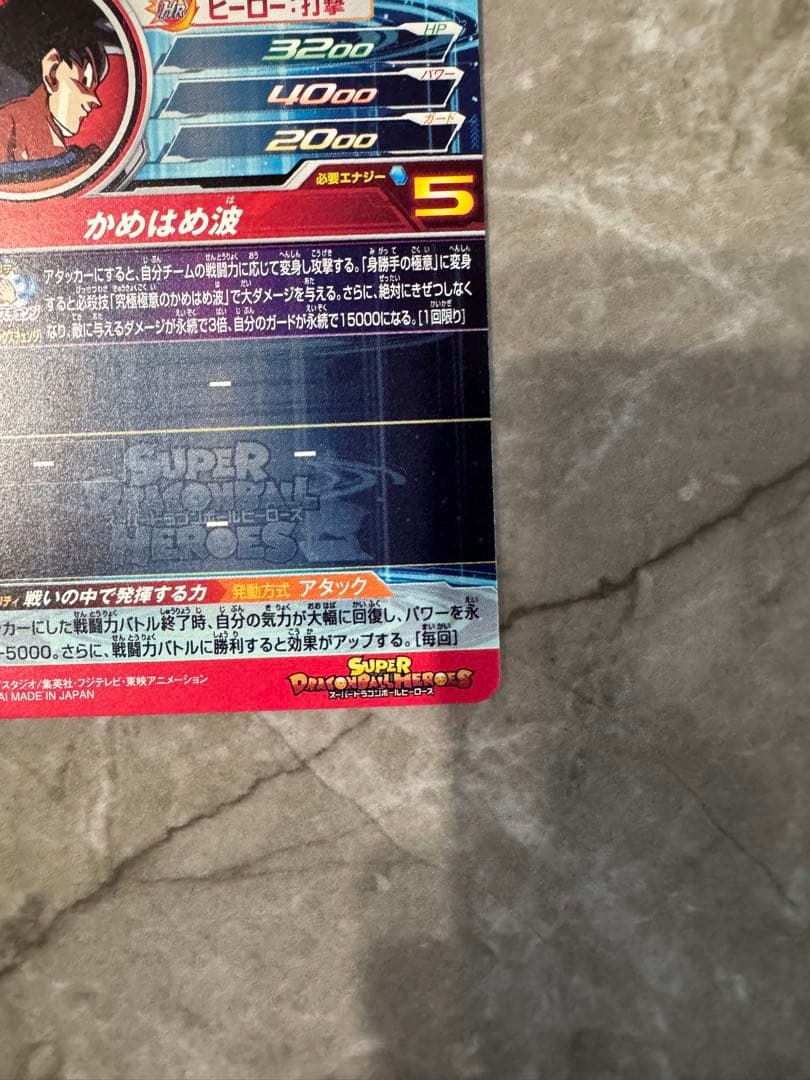 HR ヒーロー:打撃
HP
3200
パワー
4000
ガード
2000
必要エナジー 5
かめはめ波
アタッカーにすると、自分チームの戦闘力に応じて変身し攻撃する。「身勝手の極意」に変身
すると必殺技「究極極意のかめはめ波」で大ダメージを与える。さらに、絶対にきぜつしなく
なり、敵に与えるダメージが永続で3倍、自分のガードが永続で15000になる。[1回限り]
ー
ー ー
ー
SUPER
DRAGONBALL
スーパードラゴンボールヒーローズ
HEROES
戦いの中で発揮する力 発動方式 アタック
カーにした戦闘力バトル終了時、自分の気力が大幅に回復し、パワーを永
-5000。さらに、戦闘力バトルに勝利すると効果がアップする。[毎回]
スタジオ/集英社・フジテレビ・東映アニメーション
AI MADE IN JAPAN
SUPER
DRAGONBALL HEROES
スーパードラゴンボールヒーローズ